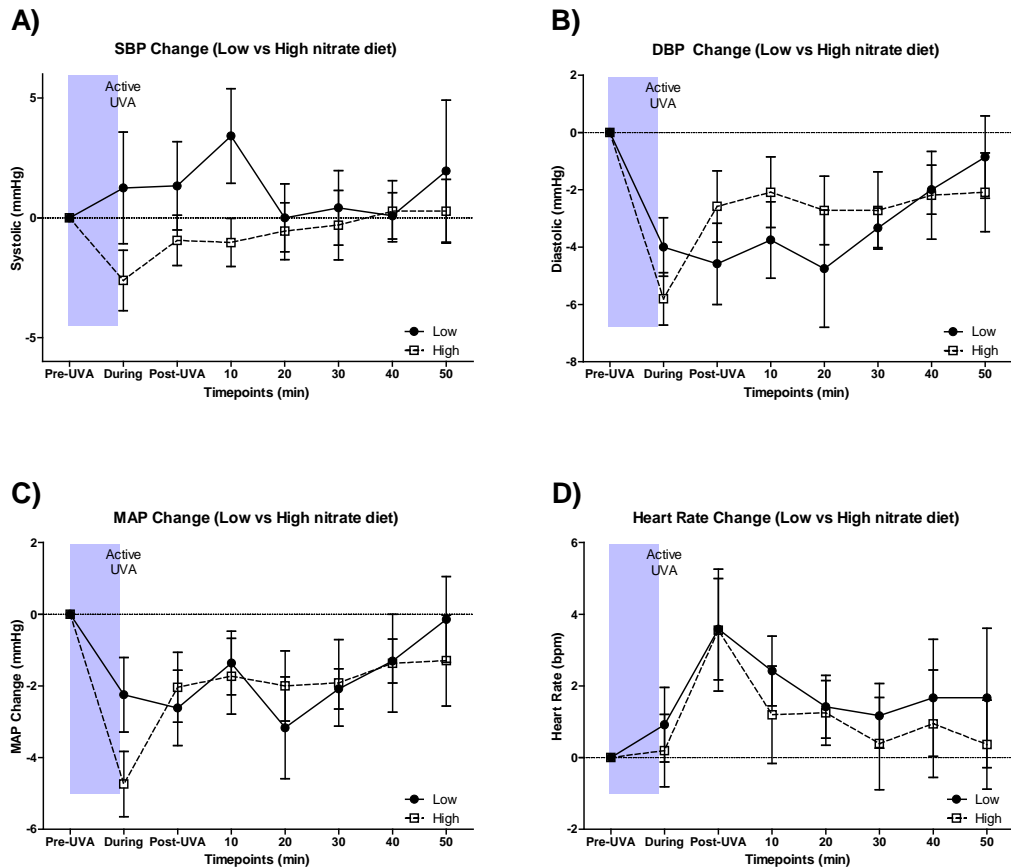 A)
SBP Change (Low vs High nitrate diet)
Active
UVA
Systolic (mmHg)
5
0
-5
Low
High
Pre-UVA During Post-UVA 10 20 30 40 50
Timepoints (min)
B)
DBP Change (Low vs High nitrate diet)
Active
UVA
Diastolic (mmHg)
2
0
-2
-4
-6
-8
Low
High
Pre-UVA During Post-UVA 10 20 30 40 50
Timepoints (min)
C)
MAP Change (Low vs High nitrate diet)
Active
UVA
MAP Change (mmHg)
2
0
-2
-4
-6
Low
High
Pre-UVA During Post-UVA 10 20 30 40 50
Timepoints (min)
D)
Heart Rate Change (Low vs High nitrate diet)
Active
UVA
Heart Rate (bpm)
6
4
2
0
-2
Low
High
Pre-UVA During Post-UVA 10 20 30 40 50
Timepoints (min)